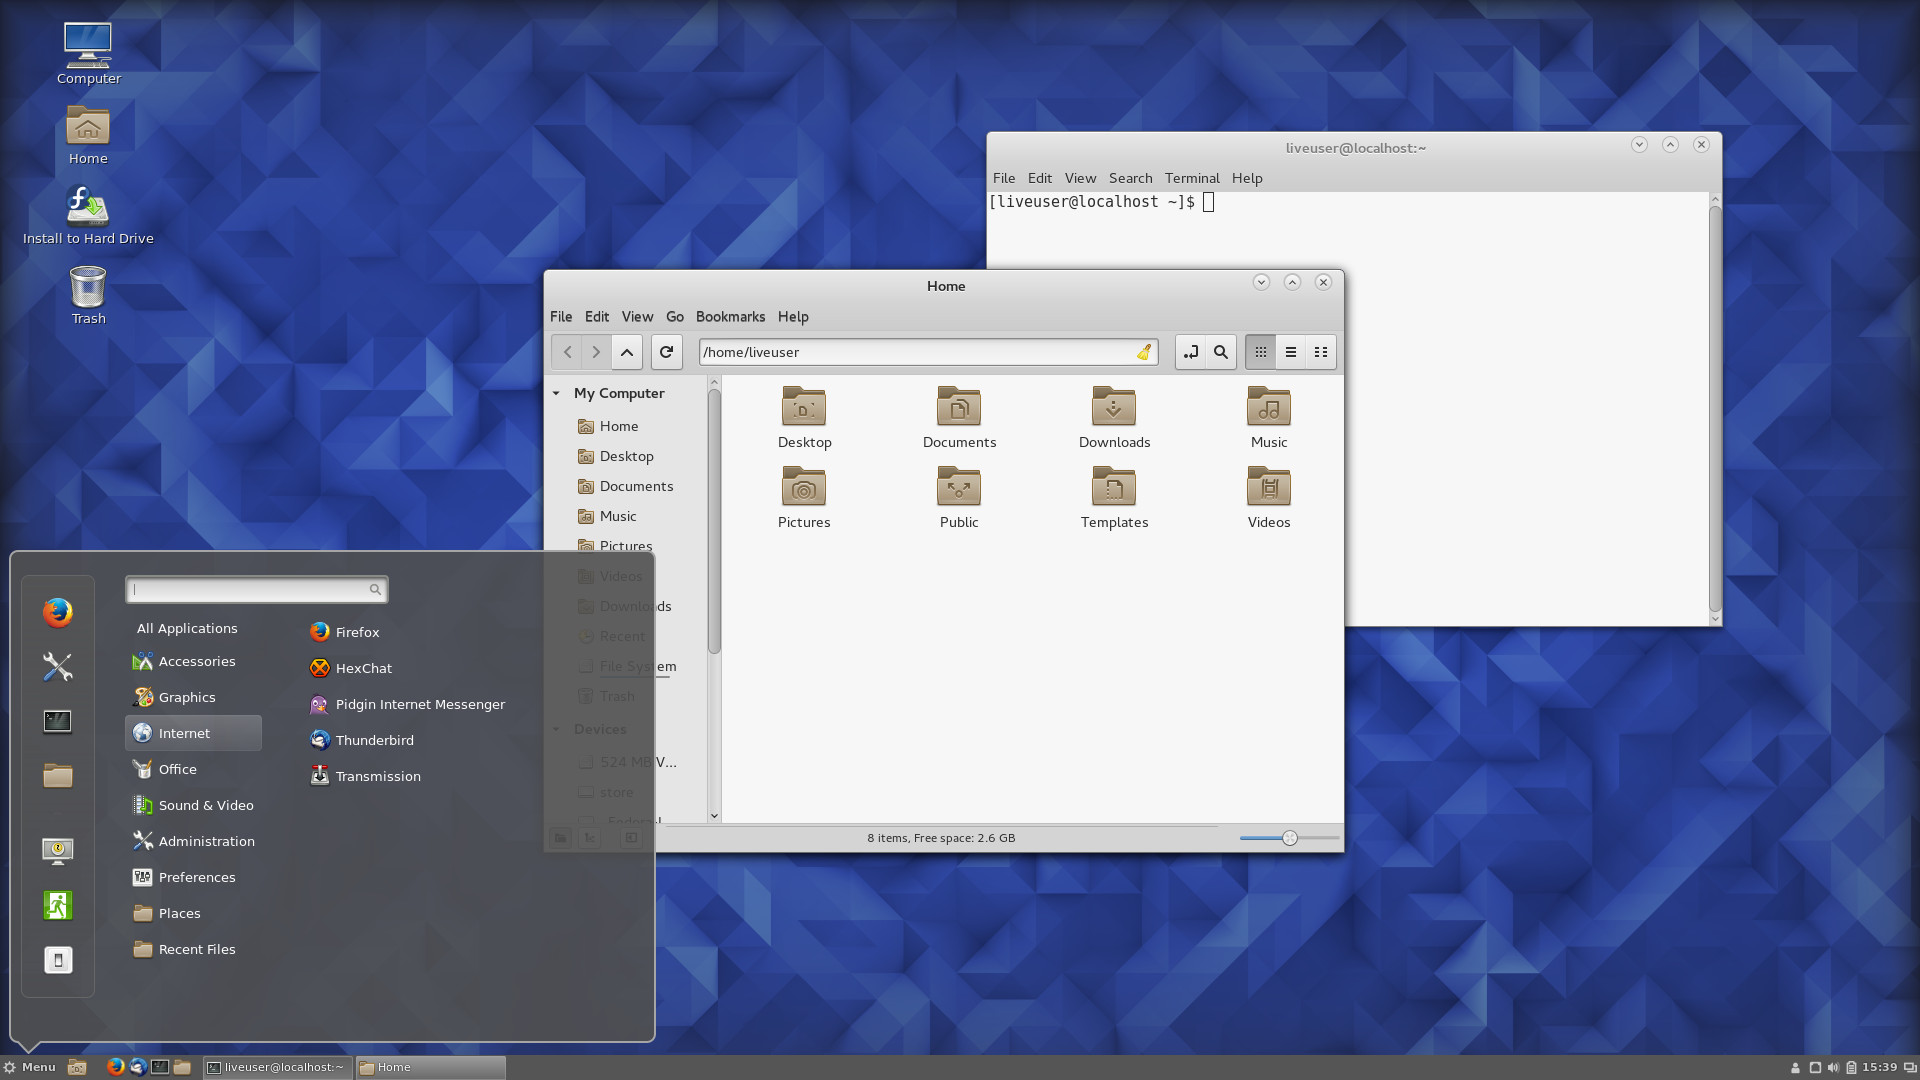 Computer
Home
Install to Hard Drive
Trash
liveuser@localhost:~
File Edit View Search Terminal Help
[liveuser@localhost ~]$
Home
File Edit View Go Bookmarks Help
/home/liveuser
My Computer
Home
Desktop
Documents
Music
Pictures
Videos
Downloads
Recent
File System
Trash
Devices
524 MB V...
store
Desktop Documents Downloads Music
Pictures Public Templates Videos
8 items, Free space: 2.6 GB
All Applications
Accessories
Graphics
Internet
Office
Sound & Video
Administration
Preferences
Places
Recent Files
Firefox
HexChat
Pidgin Internet Messenger
Thunderbird
Transmission
Menu
liveuser@localhost:~
Home
15:39